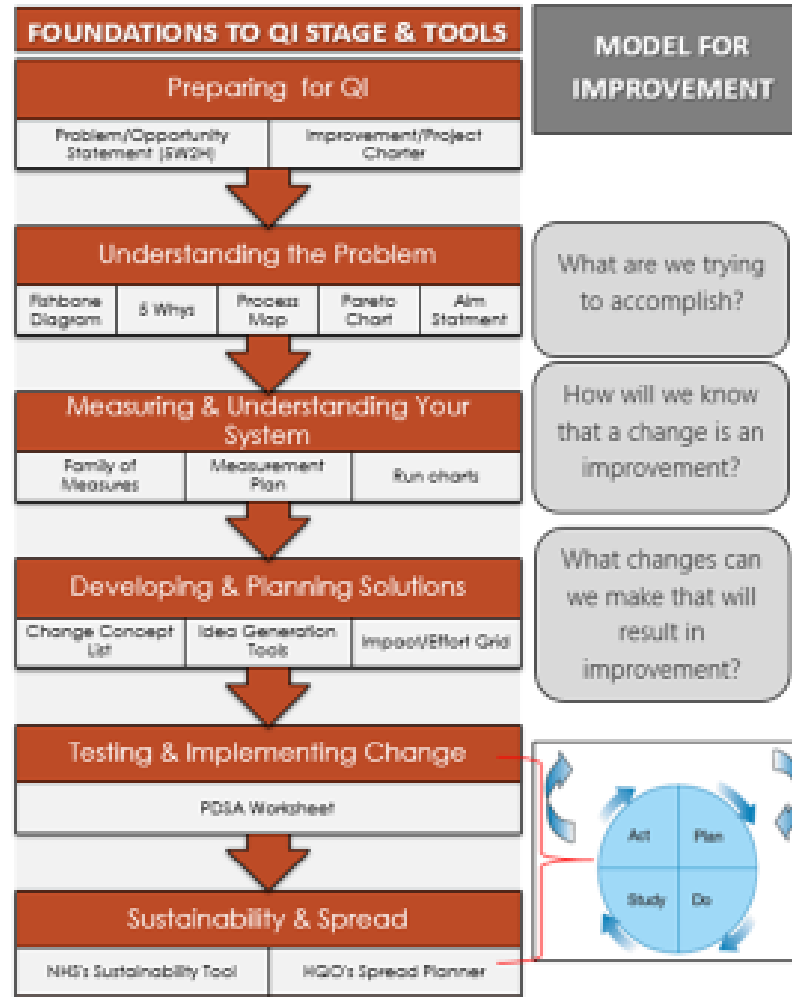 FOUNDATIONS TO QI STAGE & TOOLS
Preparing for QI
Problem/Opportunity
Statement (5W2H)
Improvement/Project
Charter
Understanding the Problem
Fishbone
Diagram
5 Whys
Process
Map
Pareto
Chart
Aim
Statment
Measuring & Understanding Your
System
Family of
Measures
Measurement
Plan
Run charts
Developing & Planning Solutions
Change Concept
List
Idea Generation
Tools
Impact/Effort Grid
Testing & Implementing Change
PDSA Worksheet
Sustainability & Spread
NHS's Sustainability Tool
HQO's Spread Planner
MODEL FOR
IMPROVEMENT
What are we trying
to accomplish?
How will we know
that a change is an
improvement?
What changes can
we make that will
result in
improvement?
Act
Plan
Study
Do